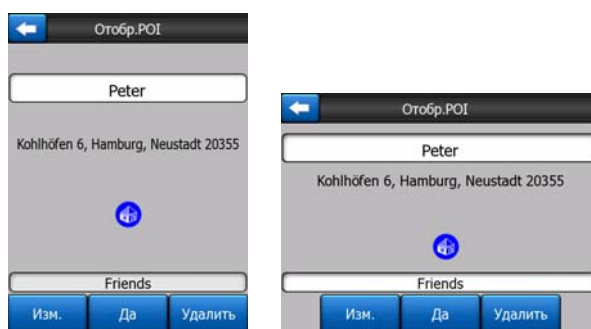 Отобр.POI
Peter
Kohlhöfen 6, Hamburg, Neustadt 20355
Friends
Изм. Да Удалить
Отобр.POI
Peter
Kohlhöfen 6, Hamburg, Neustadt 20355
Friends
Изм. Да Удалить